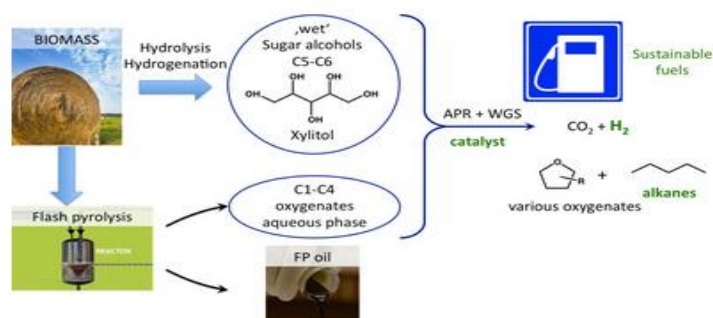 BIOMASS
Hydrolysis
Hydrogenation
‚wet‘
Sugar alcohols
C5-C6
OH OH
OH OH
OH
Xylitol
Sustainable
fuels
APR + WGS
catalyst
CO2 + H2
O
R
+
various oxygenates
alkanes
Flash pyrolysis
REACTOR
C1-C4
oxygenates
aqueous phase
FP oil